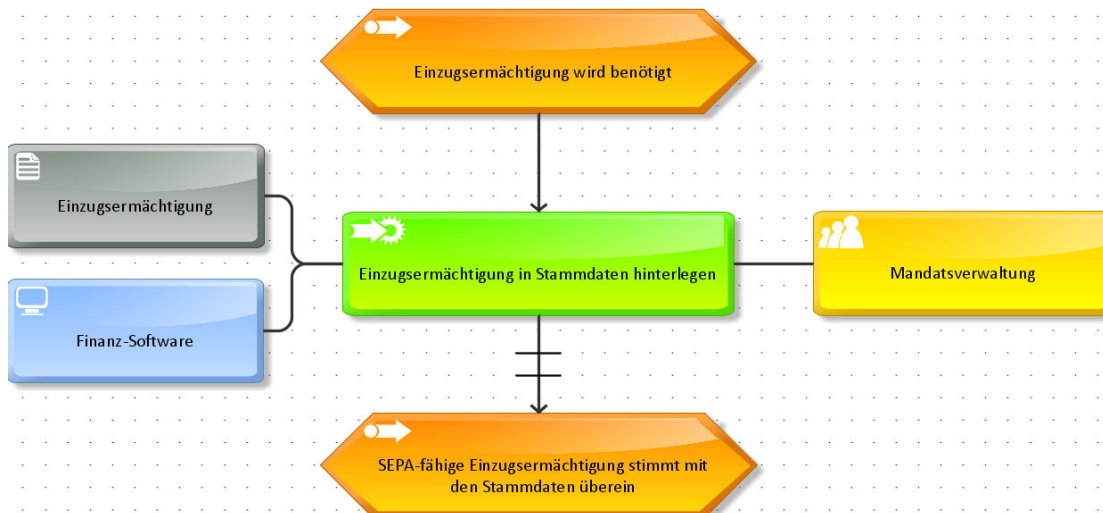 Einzugsermächtigung wird benötigt
Einzugsermächtigung
Einzugsermächtigung in Stammdaten hinterlegen
Mandatsverwaltung
Finanz-Software
SEPA-fähige Einzugsermächtigung stimmt mit
den Stammdaten überein